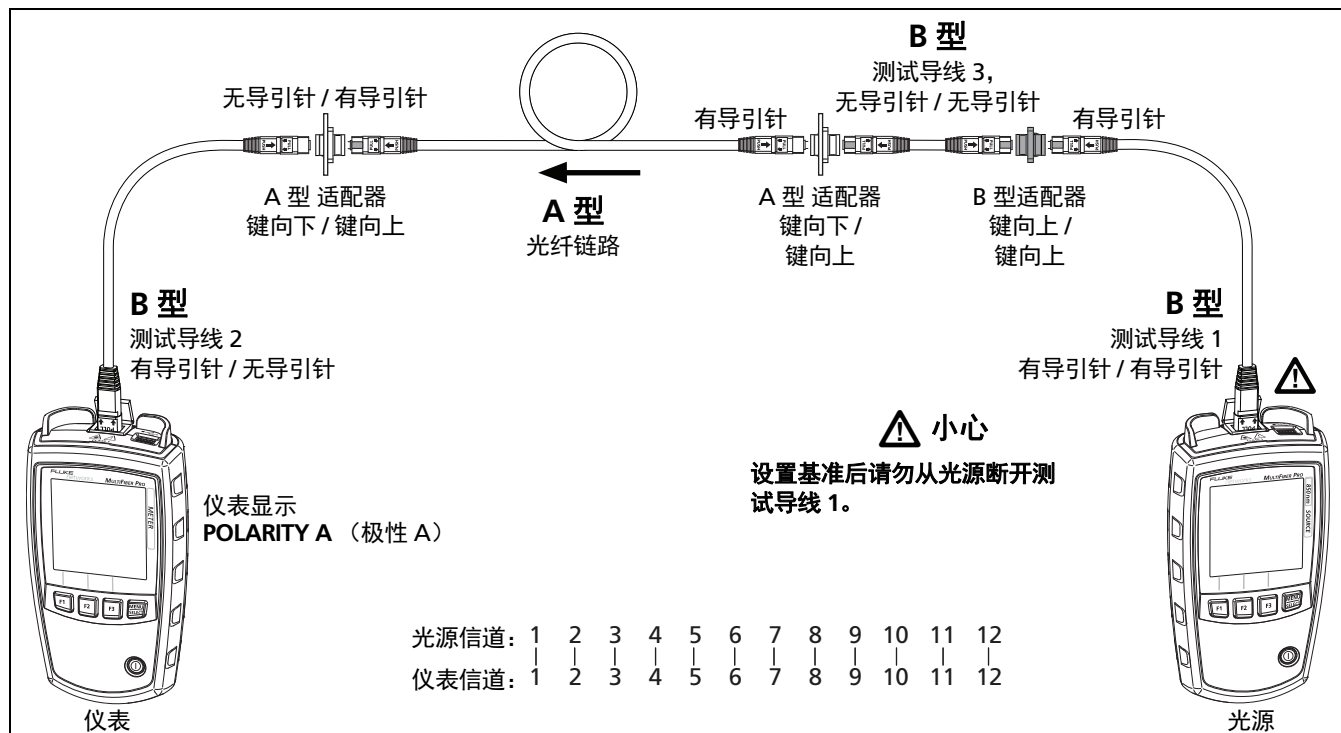 B 型
测试导线 3，
无导引针 / 无导引针
无导引针 / 有导引针
有导引针
有导引针
A 型 适配器
键向下 / 键向上
A 型
光纤链路
A 型 适配器
键向下 /
键向上
B 型适配器
键向上 /
键向上
B 型
测试导线 2
有导引针 / 无导引针
B 型
测试导线 1
有导引针 / 有导引针
小心
设置基准后请勿从光源断开测
试导线 1。
仪表显示
POLARITY A （极性 A）
FLUKE
MULTIFIBER PRO
METER
F1 F2 F3 MENU
SELECT
FLUKE
MULTIFIBER PRO
850nm SOURCE
F1 F2 F3 MENU
SELECT
光源信道： 1 2 3 4 5 6 7 8 9 10 11 12
仪表信道： 1 2 3 4 5 6 7 8 9 10 11 12
仪表
光源